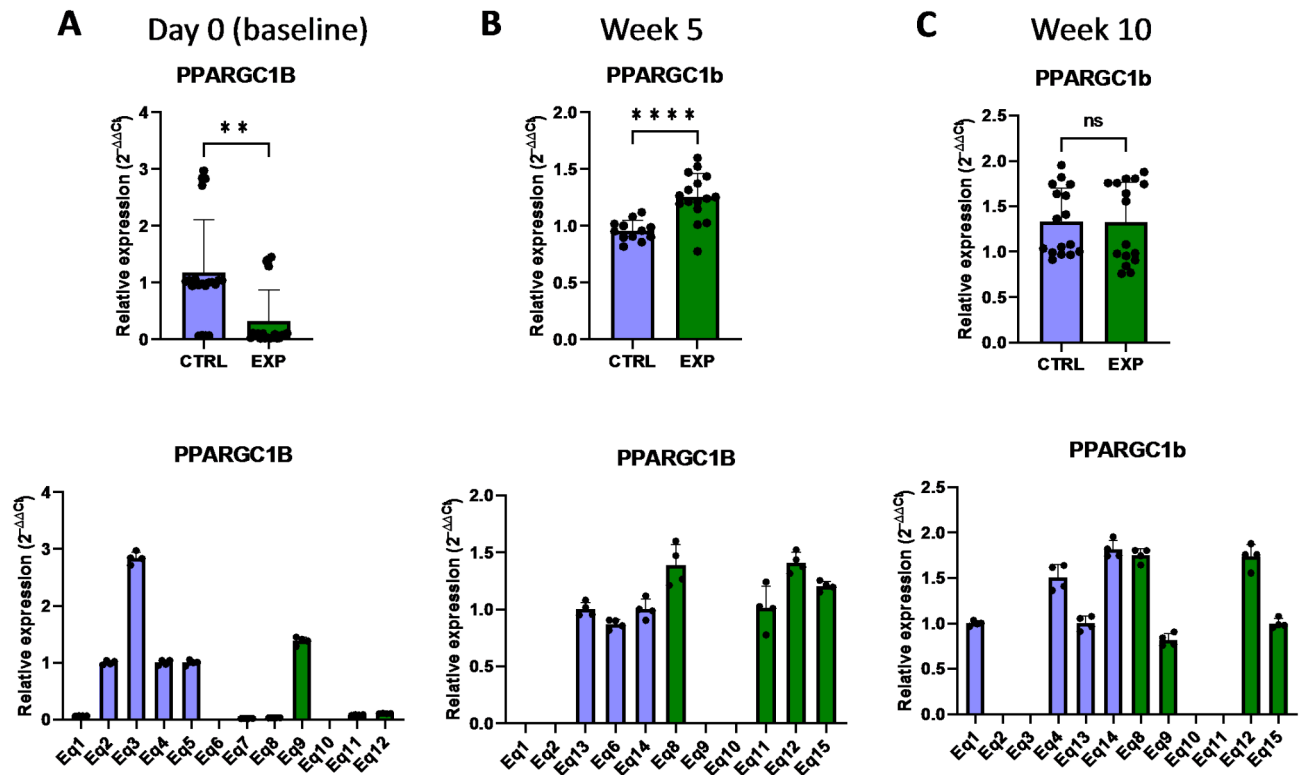 A Day 0 (baseline)
PPARGC1B
Relative expression (2^-ΔΔCt)
4
3
2
1
0
**
CTRL EXP
B Week 5
PPARGC1b
Relative expression (2^-ΔΔCt)
2.0
1.5
1.0
0.5
0.0
****
CTRL EXP
C Week 10
PPARGC1b
Relative expression (2^-ΔΔCt)
2.5
2.0
1.5
1.0
0.5
0.0
ns
CTRL EXP
PPARGC1B
Relative expression (2^-ΔΔCt)
4
3
2
1
0
Eq1 Eq2 Eq3 Eq4 Eq5 Eq6 Eq7 Eq8 Eq9 Eq10 Eq11 Eq12
PPARGC1B
Relative expression (2^-ΔΔCt)
2.0
1.5
1.0
0.5
0.0
Eq1 Eq2 Eq13 Eq6 Eq14 Eq8 Eq9 Eq10 Eq11 Eq12 Eq15
PPARGC1b
Relative expression (2^-ΔΔCt)
2.5
2.0
1.5
1.0
0.5
0.0
Eq1 Eq2 Eq3 Eq4 Eq13 Eq14 Eq8 Eq9 Eq10 Eq11 Eq12 Eq15